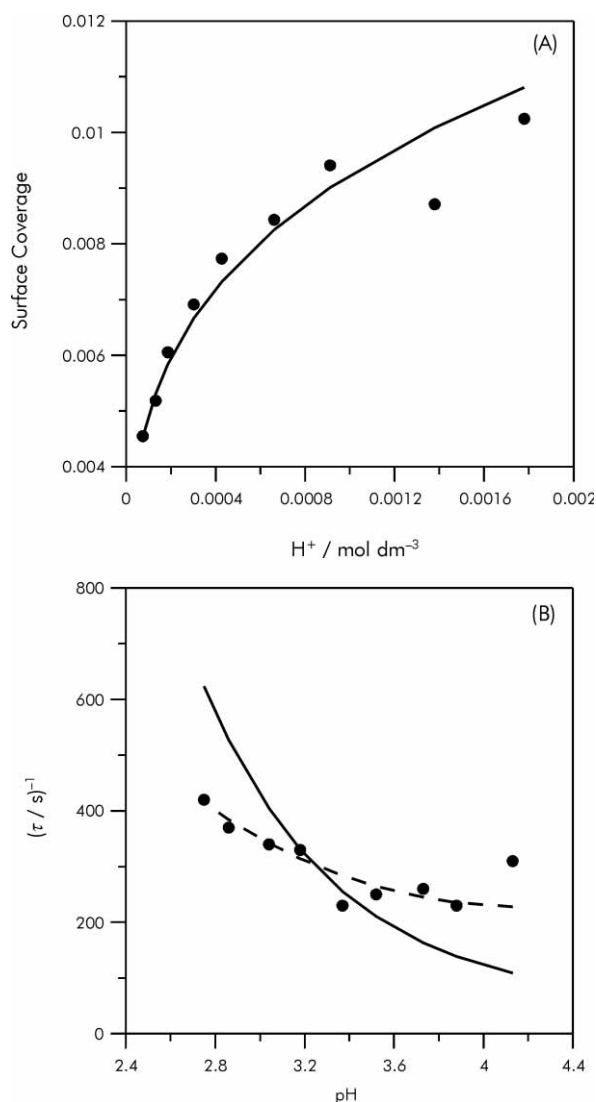 (A)
Surface Coverage
0.012
0.01
0.008
0.006
0.004
0 0.0004 0.0008 0.0012 0.0016 0.002
H⁺ / mol dm⁻³
(B)
(τ / s)⁻¹
800
600
400
200
0
2.4 2.8 3.2 3.6 4 4.4
pH